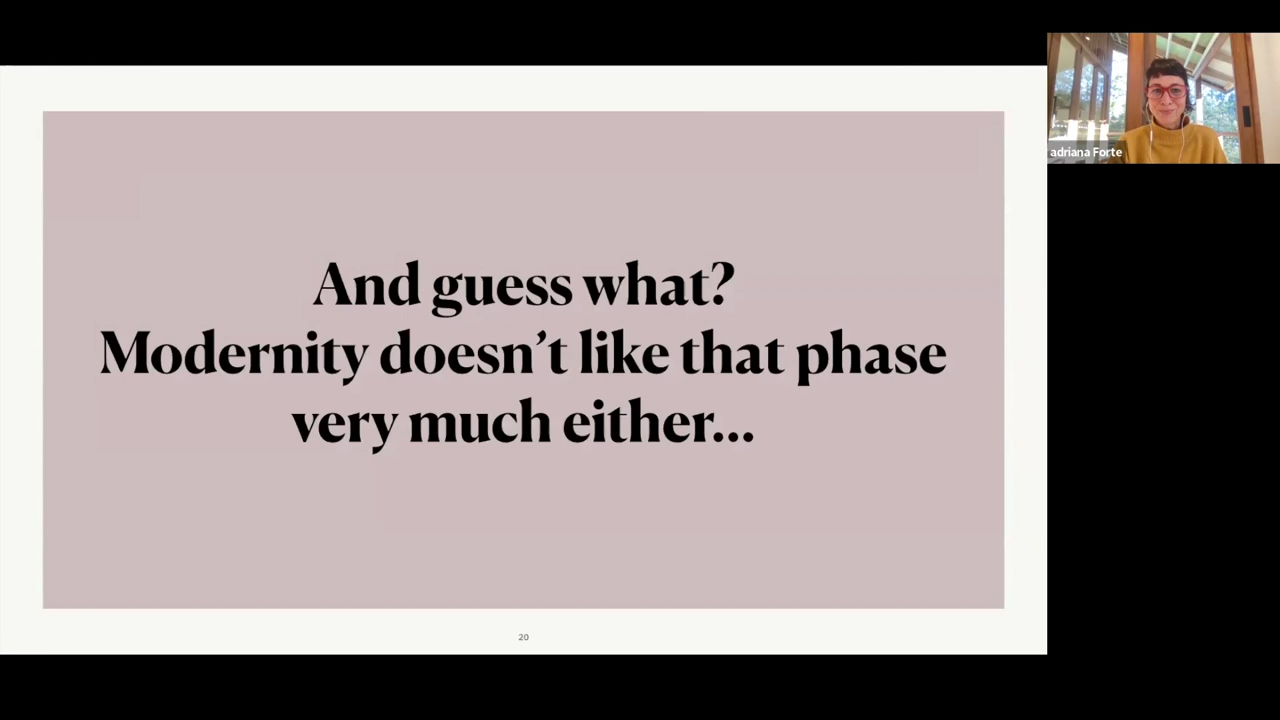 adriana Forte
And guess what?
Modernity doesn’t like that phase
very much either...
20